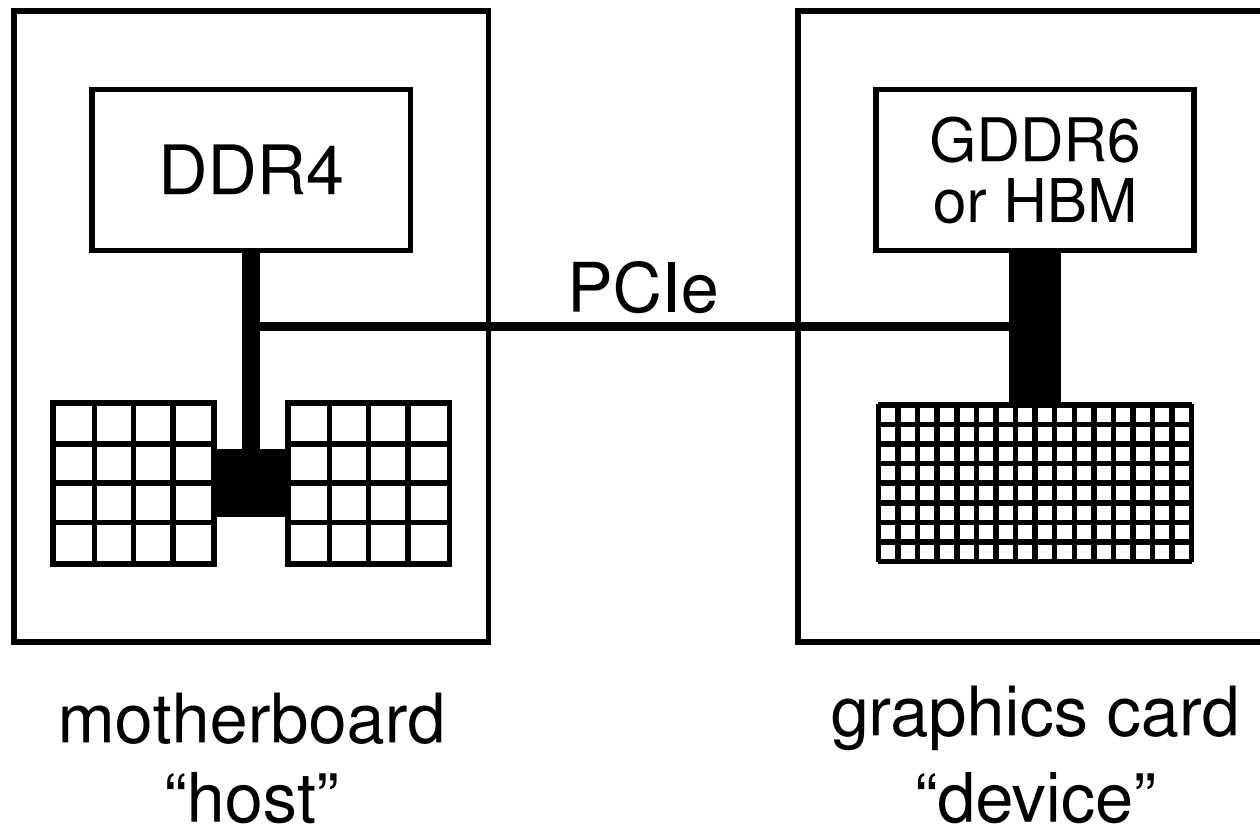 DDR4
GDDR6
or HBM
PCIe
motherboard
“host”
graphics card
“device”